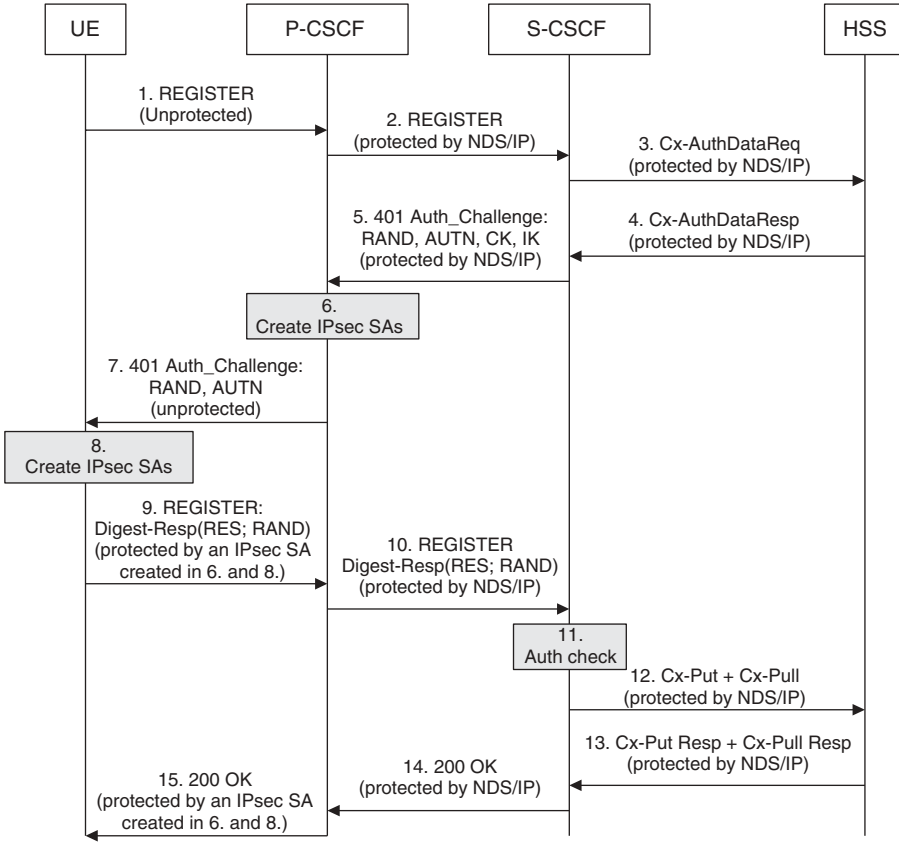 UE
P-CSCF
S-CSCF
HSS
1. REGISTER
(Unprotected)
2. REGISTER
(protected by NDS/IP)
3. Cx-AuthDataReq
(protected by NDS/IP)
4. Cx-AuthDataResp
(protected by NDS/IP)
5. 401 Auth_Challenge:
RAND, AUTN, CK, IK
(protected by NDS/IP)
6.
Create IPsec SAs
7. 401 Auth_Challenge:
RAND, AUTN
(unprotected)
8.
Create IPsec SAs
9. REGISTER:
Digest-Resp(RES; RAND)
(protected by an IPsec SA
created in 6. and 8.)
10. REGISTER
Digest-Resp(RES; RAND)
(protected by NDS/IP)
11.
Auth check
12. Cx-Put + Cx-Pull
(protected by NDS/IP)
13. Cx-Put Resp + Cx-Pull Resp
(protected by NDS/IP)
14. 200 OK
(protected by NDS/IP)
15. 200 OK
(protected by an IPsec SA
created in 6. and 8.)